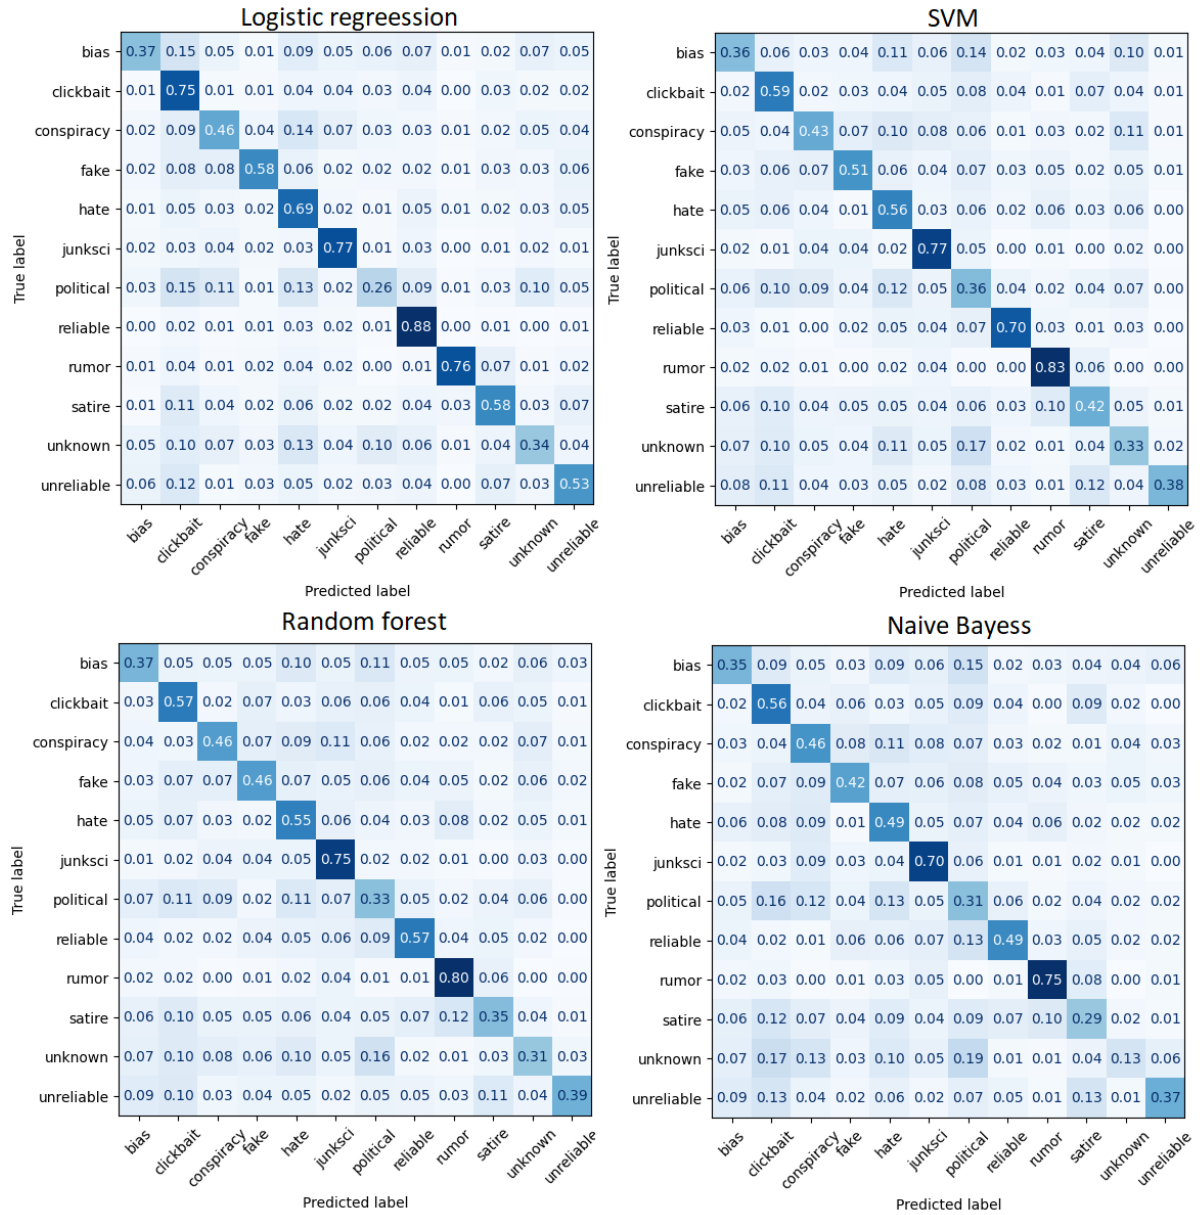 Logistic regreession
bias 0.37 0.15 0.05 0.01 0.09 0.05 0.06 0.07 0.01 0.02 0.07 0.05
clickbait 0.01 0.75 0.01 0.01 0.04 0.04 0.03 0.04 0.00 0.03 0.02 0.02
conspiracy 0.02 0.09 0.46 0.04 0.14 0.07 0.03 0.03 0.01 0.02 0.05 0.04
fake 0.02 0.08 0.08 0.58 0.06 0.02 0.02 0.02 0.01 0.03 0.03 0.06
hate 0.01 0.05 0.03 0.02 0.69 0.02 0.01 0.05 0.01 0.02 0.03 0.05
junksci 0.02 0.03 0.04 0.02 0.03 0.77 0.01 0.03 0.00 0.01 0.02 0.01
political 0.03 0.15 0.11 0.01 0.13 0.02 0.26 0.09 0.01 0.03 0.10 0.05
reliable 0.00 0.02 0.01 0.01 0.03 0.02 0.01 0.88 0.00 0.01 0.00 0.01
rumor 0.01 0.04 0.01 0.02 0.04 0.02 0.00 0.01 0.76 0.07 0.01 0.02
satire 0.01 0.11 0.04 0.02 0.06 0.02 0.02 0.04 0.03 0.58 0.03 0.07
unknown 0.05 0.10 0.07 0.03 0.13 0.04 0.10 0.06 0.01 0.04 0.34 0.04
unreliable 0.06 0.12 0.01 0.03 0.05 0.02 0.03 0.04 0.00 0.07 0.03 0.53
True label
bias clickbait conspiracy fake hate junksci political reliable rumor satire unknown unreliable
Predicted label
SVM
bias 0.36 0.06 0.03 0.04 0.11 0.06 0.14 0.02 0.03 0.04 0.10 0.01
clickbait 0.02 0.59 0.02 0.03 0.04 0.05 0.08 0.04 0.01 0.07 0.04 0.01
conspiracy 0.05 0.04 0.43 0.07 0.10 0.08 0.06 0.01 0.03 0.02 0.11 0.01
fake 0.03 0.06 0.07 0.51 0.06 0.04 0.07 0.03 0.05 0.02 0.05 0.01
hate 0.05 0.06 0.04 0.01 0.56 0.03 0.06 0.02 0.06 0.03 0.06 0.00
junksci 0.02 0.01 0.04 0.04 0.02 0.77 0.05 0.00 0.01 0.00 0.02 0.00
political 0.06 0.10 0.09 0.04 0.12 0.05 0.36 0.04 0.02 0.04 0.07 0.00
reliable 0.03 0.01 0.00 0.02 0.05 0.04 0.07 0.70 0.03 0.01 0.03 0.00
rumor 0.02 0.02 0.01 0.00 0.02 0.04 0.00 0.00 0.83 0.06 0.00 0.00
satire 0.06 0.10 0.04 0.05 0.05 0.04 0.06 0.03 0.10 0.42 0.05 0.01
unknown 0.07 0.10 0.05 0.04 0.11 0.05 0.17 0.02 0.01 0.04 0.33 0.02
unreliable 0.08 0.11 0.04 0.03 0.05 0.02 0.08 0.03 0.01 0.12 0.04 0.38
True label
bias clickbait conspiracy fake hate junksci political reliable rumor satire unknown unreliable
Predicted label
Random forest
bias 0.37 0.05 0.05 0.05 0.10 0.05 0.11 0.05 0.05 0.02 0.06 0.03
clickbait 0.03 0.57 0.02 0.07 0.03 0.06 0.06 0.04 0.01 0.06 0.05 0.01
conspiracy 0.04 0.03 0.46 0.07 0.09 0.11 0.06 0.02 0.02 0.02 0.07 0.01
fake 0.03 0.07 0.07 0.46 0.07 0.05 0.06 0.04 0.05 0.02 0.06 0.02
hate 0.05 0.07 0.03 0.02 0.55 0.06 0.04 0.03 0.08 0.02 0.05 0.01
junksci 0.01 0.02 0.04 0.04 0.05 0.75 0.02 0.02 0.01 0.00 0.03 0.00
political 0.07 0.11 0.09 0.02 0.11 0.07 0.33 0.05 0.02 0.04 0.06 0.00
reliable 0.04 0.02 0.02 0.04 0.05 0.06 0.09 0.57 0.04 0.05 0.02 0.00
rumor 0.02 0.02 0.00 0.01 0.02 0.04 0.01 0.01 0.80 0.06 0.00 0.00
satire 0.06 0.10 0.05 0.05 0.06 0.04 0.05 0.07 0.12 0.35 0.04 0.01
unknown 0.07 0.10 0.08 0.06 0.10 0.05 0.16 0.02 0.01 0.03 0.31 0.03
unreliable 0.09 0.10 0.03 0.04 0.05 0.02 0.05 0.05 0.03 0.11 0.04 0.39
True label
bias clickbait conspiracy fake hate junksci political reliable rumor satire unknown unreliable
Predicted label
Naive Bayess
bias 0.35 0.09 0.05 0.03 0.09 0.06 0.15 0.02 0.03 0.04 0.04 0.06
clickbait 0.02 0.56 0.04 0.06 0.03 0.05 0.09 0.04 0.00 0.09 0.02 0.00
conspiracy 0.03 0.04 0.46 0.08 0.11 0.08 0.07 0.03 0.02 0.01 0.04 0.03
fake 0.02 0.07 0.09 0.42 0.07 0.06 0.08 0.05 0.04 0.03 0.05 0.03
hate 0.06 0.08 0.09 0.01 0.49 0.05 0.07 0.04 0.06 0.02 0.02 0.02
junksci 0.02 0.03 0.09 0.03 0.04 0.70 0.06 0.01 0.01 0.00 0.01 0.00
political 0.05 0.16 0.12 0.04 0.13 0.05 0.31 0.06 0.02 0.04 0.02 0.02
reliable 0.04 0.02 0.01 0.06 0.06 0.07 0.13 0.49 0.03 0.05 0.02 0.02
rumor 0.02 0.03 0.00 0.01 0.03 0.05 0.00 0.01 0.75 0.08 0.00 0.01
satire 0.06 0.12 0.07 0.04 0.09 0.04 0.09 0.07 0.10 0.29 0.02 0.01
unknown 0.07 0.17 0.13 0.03 0.10 0.05 0.19 0.01 0.01 0.04 0.13 0.06
unreliable 0.09 0.13 0.04 0.02 0.06 0.02 0.07 0.05 0.02 0.13 0.01 0.37
True label
bias clickbait conspiracy fake hate junksci political reliable rumor satire unknown unreliable
Predicted label